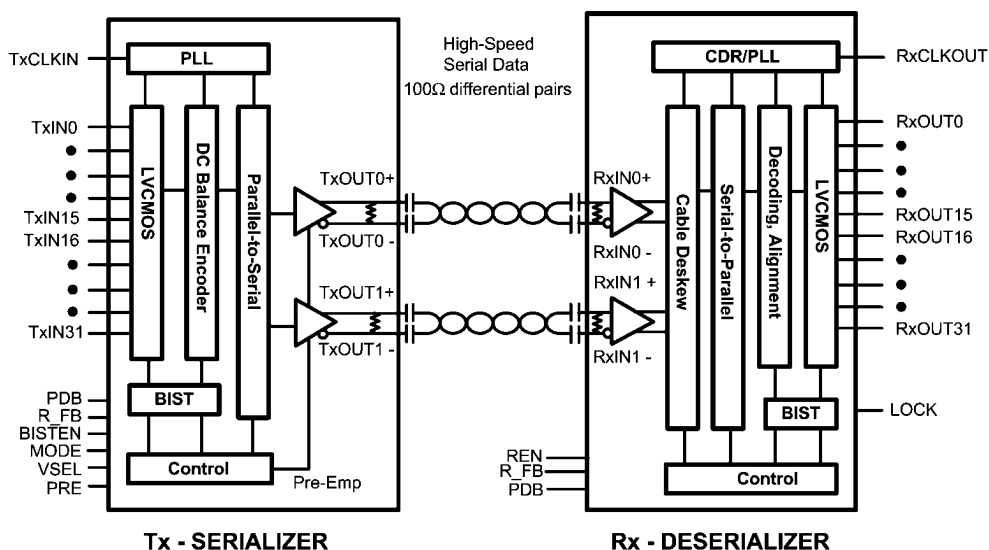 TxCLKIN
PLL
TxIN0
TxIN15
TxIN16
TxIN31
LVCMOS
DC Balance Encoder
Parallel-to-Serial
BIST
Control
PDB
R_FB
BISTEN
MODE
VSEL
PRE
Pre-Emp
TxOUT0+
TxOUT0 -
TxOUT1+
TxOUT1 -
Tx - SERIALIZER
High-Speed
Serial Data
100Ω differential pairs
RxIN0+
RxIN0 -
RxIN1 +
RxIN1 -
CDR/PLL
Cable Deskew
Serial-to-Parallel
Decoding, Alignment
LVCMOS
BIST
Control
REN
R_FB
PDB
RxCLKOUT
RxOUT0
RxOUT15
RxOUT16
RxOUT31
LOCK
Rx - DESERIALIZER